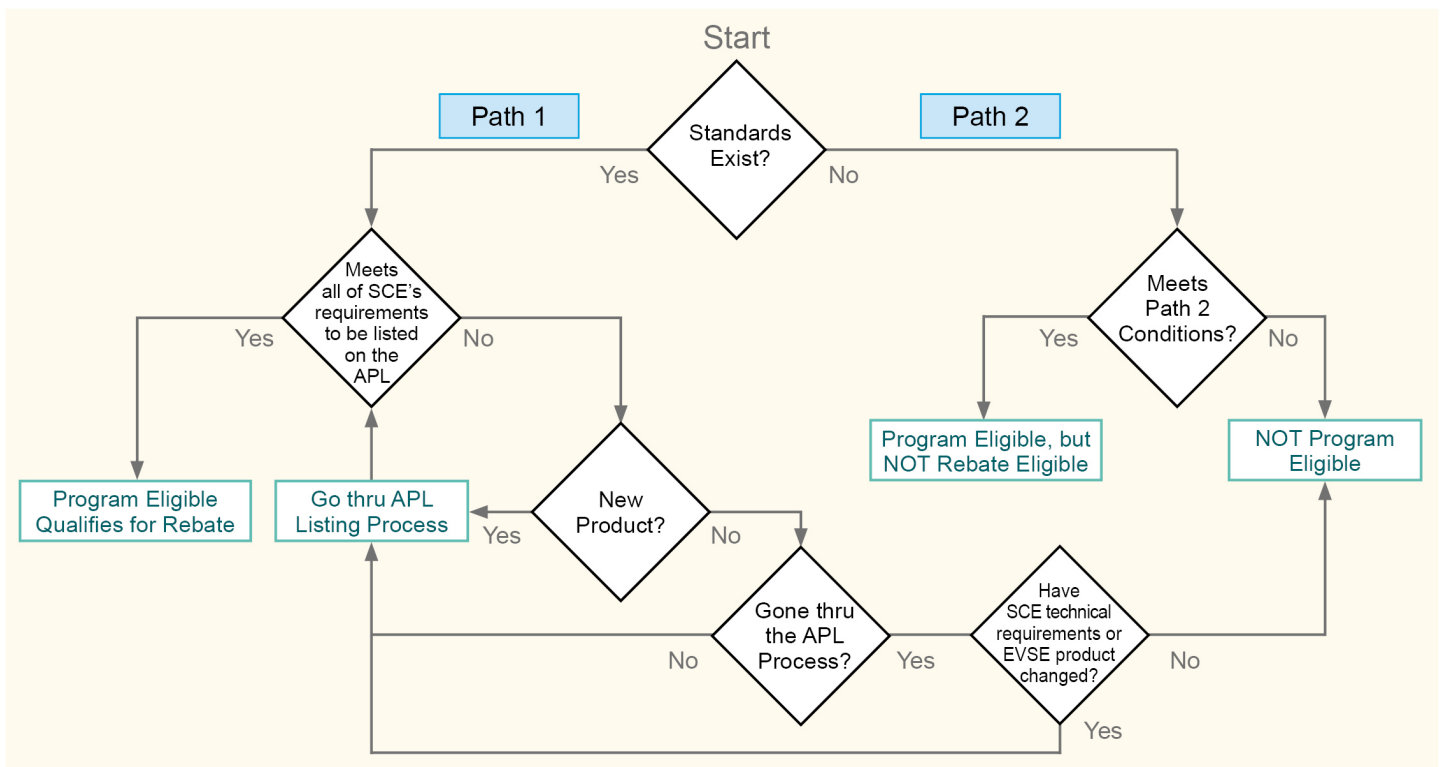 Start
Path 1
Path 2
Standards
Exist?
Yes
No
Meets
all of SCE’s
requirements
to be listed
on the
APL
Yes
No
Meets
Path 2
Conditions?
Yes
No
Program Eligible, but
NOT Rebate Eligible
NOT Program
Eligible
Program Eligible
Qualifies for Rebate
Go thru APL
Listing Process
New
Product?
Yes
No
Gone thru
the APL
Process?
No
Yes
Have
SCE technical
requirements or
EVSE product
changed?
No
Yes